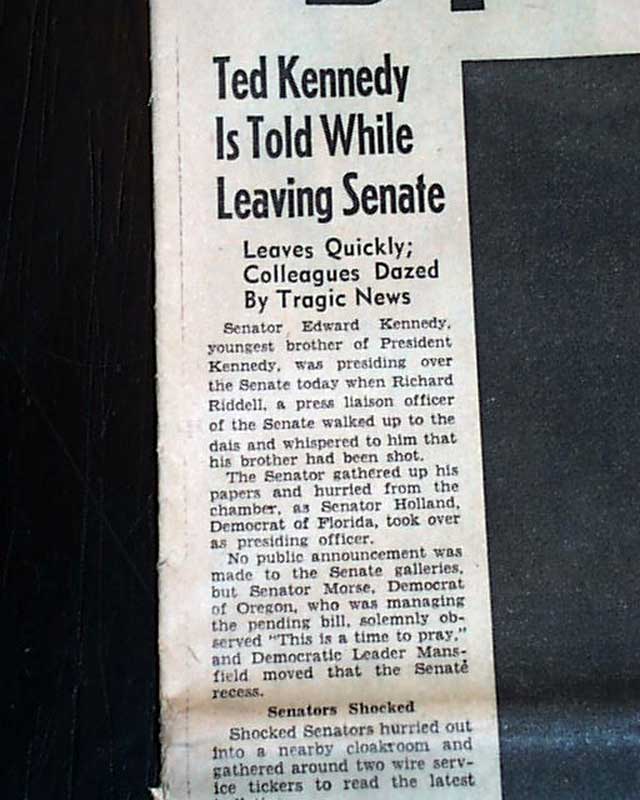 Ted Kennedy
Is Told While
Leaving Senate
Leaves Quickly;
Colleagues Dazed
By Tragic News
Senator Edward Kennedy,
youngest brother of President
Kennedy, was presiding over
the Senate today when Richard
Riddell, a press liaison officer
of the Senate walked up to the
dais and whispered to him that
his brother had been shot.
The Senator gathered up his
papers and hurried from the
chamber, as Senator Holland,
Democrat of Florida, took over
as presiding officer.
No public announcement was
made to the Senate galleries,
but Senator Morse, Democrat
of Oregon, who was managing
the pending bill, solemnly ob-
served "This is a time to pray,"
and Democratic Leader Mans-
field moved that the Senate
recess.
Senators Shocked
Shocked Senators hurried out
into a nearby cloakroom and
gathered around two wire serv-
ice tickers to read the latest